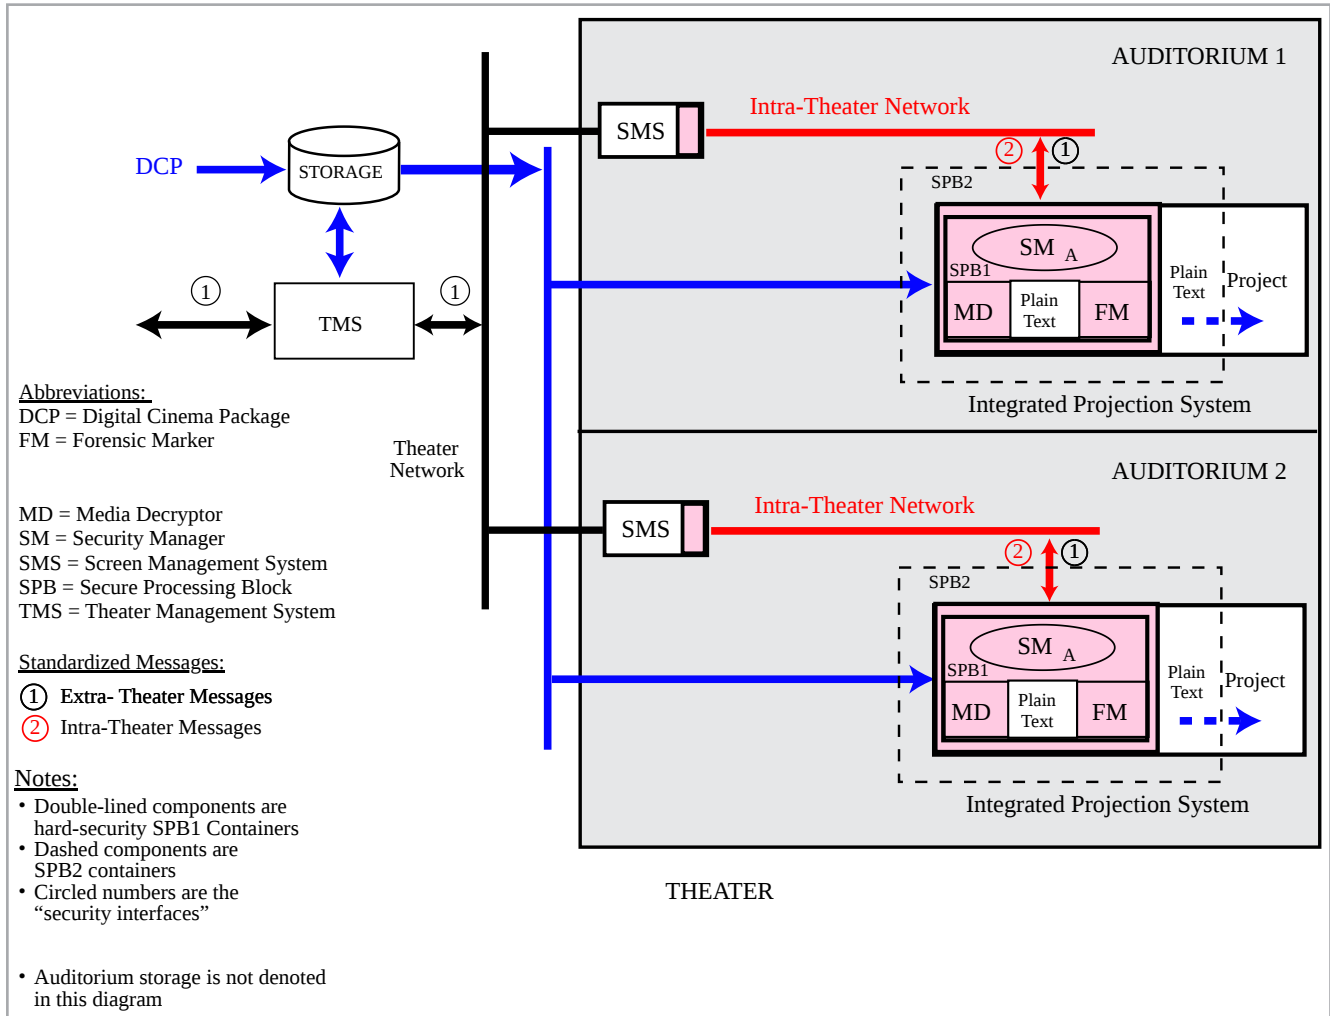 AUDITORIUM 1
Intra-Theater Network
SMS
2 1
DCP
STORAGE
SPB2
SM A
SPB1
MD
Plain
Text
FM
Plain
Text
Project
1
1
TMS
Integrated Projection System
Abbreviations:
DCP = Digital Cinema Package
FM = Forensic Marker
MD = Media Decryptor
SM = Security Manager
SMS = Screen Management System
SPB = Secure Processing Block
TMS = Theater Management System
Theater
Network
AUDITORIUM 2
Intra-Theater Network
SMS
2 1
SPB2
SM A
SPB1
MD
Plain
Text
FM
Plain
Text
Project
Integrated Projection System
Standardized Messages:
1 Extra- Theater Messages
2 Intra-Theater Messages
Notes:
• Double-lined components are
hard-security SPB1 Containers
• Dashed components are
SPB2 containers
• Circled numbers are the
“security interfaces”
• Auditorium storage is not denoted
in this diagram
THEATER